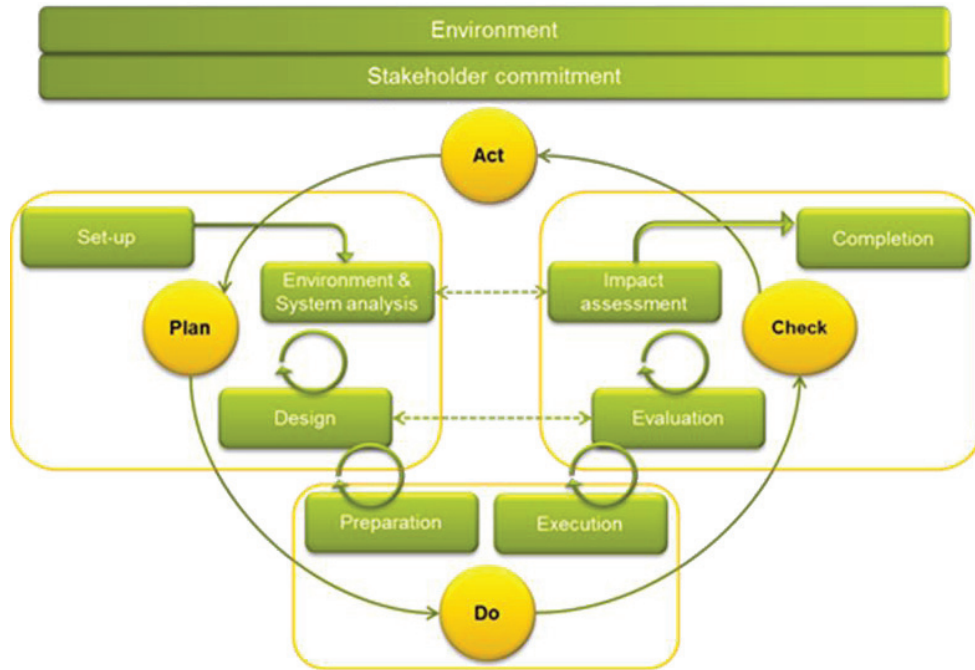 Environment
Stakeholder commitment
Act
Set-up
Completion
Environment &
System analysis
Impact
assessment
Plan
Check
Design
Evaluation
Preparation
Execution
Do